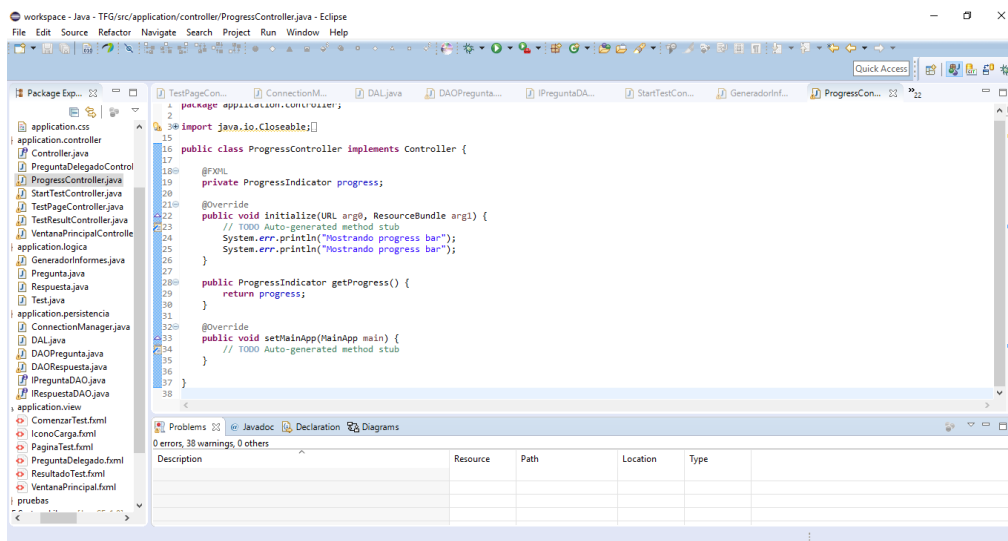 workspace - Java - TFG/src/application/controller/ProgressController.java - Eclipse
File Edit Source Refactor Navigate Search Project Run Window Help
Quick Access
Package Exp...
TestPageCon... ConnectionM... DAL.java DAOPregunta.... IPreguntaDA... StartTestCon... GeneradorInf... ProgressCon... 22
application.css
application.controller
Controller.java
PreguntaDelegadoControl
ProgressController.java
StartTestController.java
TestPageController.java
TestResultController.java
VentanaPrincipalControlle
application.logica
GeneradorInformes.java
Pregunta.java
Respuesta.java
Test.java
application.persistencia
ConnectionManager.java
DAL.java
DAOPregunta.java
DAORespuesta.java
IPreguntaDAO.java
IRespuestaDAO.java
application.view
ComenzarTest.fxml
IconoCarga.fxml
PaginaTest.fxml
PreguntaDelegado.fxml
ResultadoTest.fxml
VentanaPrincipal.fxml
pruebas
1 package application.controller;
2
3 import java.io.Closeable;
15
16 public class ProgressController implements Controller {
17
18 @FXML
19 private ProgressIndicator progress;
20
21 @Override
22 public void initialize(URL arg0, ResourceBundle arg1) {
23 // TODO Auto-generated method stub
24 System.err.println("Mostrando progress bar");
25 System.err.println("Mostrando progress bar");
26 }
27
28 public ProgressIndicator getProgress() {
29 return progress;
30 }
31
32 @Override
33 public void setMainApp(MainApp main) {
34 // TODO Auto-generated method stub
35 }
36
37 }
38
Problems Javadoc Declaration Diagrams
0 errors, 38 warnings, 0 others
Description Resource Path Location Type